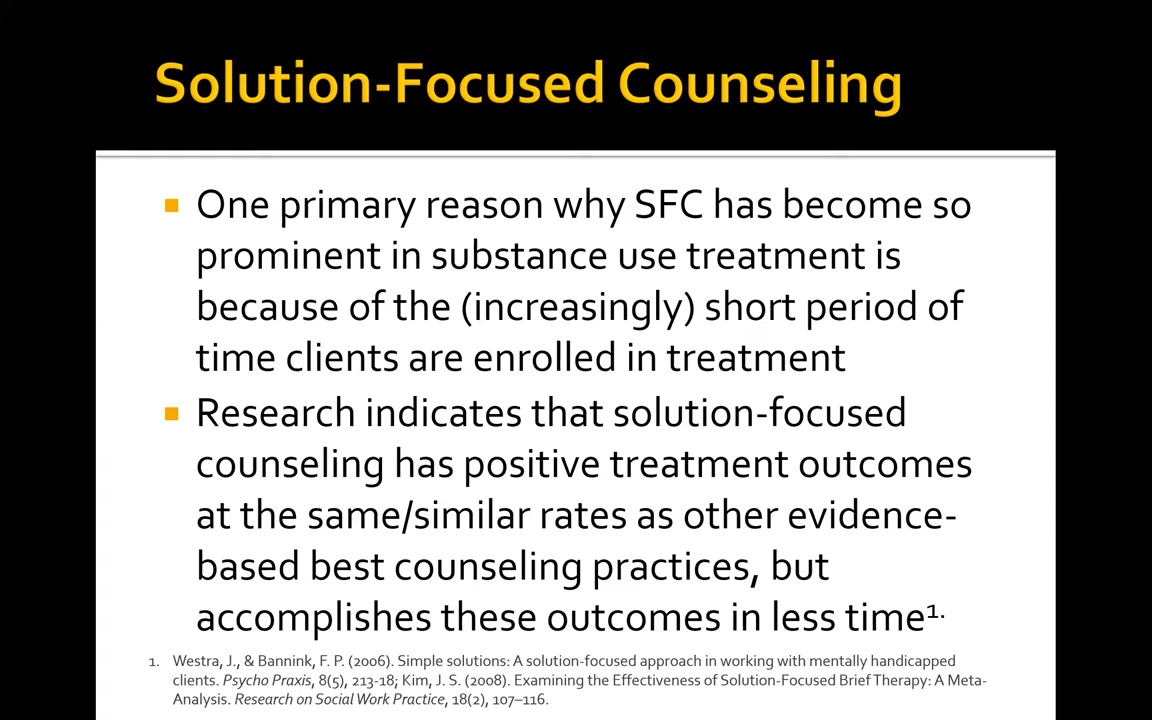 Solution-Focused Counseling
One primary reason why SFC has become so
prominent in substance use treatment is
because of the (increasingly) short period of
time clients are enrolled in treatment
Research indicates that solution-focused
counseling has positive treatment outcomes
at the same/similar rates as other evidence-
based best counseling practices, but
accomplishes these outcomes in less time1.
1. Westra, J., & Bannink, F. P. (2006). Simple solutions: A solution-focused approach in working with mentally handicapped
clients. Psycho Praxis, 8(5), 213-18; Kim, J. S. (2008). Examining the Effectiveness of Solution-Focused Brief Therapy: A Meta-
Analysis. Research on Social Work Practice, 18(2), 107–116.